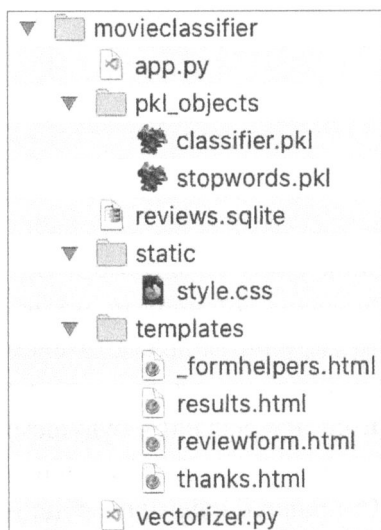 movieclassifier
app.py
pkl_objects
classifier.pkl
stopwords.pkl
reviews.sqlite
static
style.css
templates
_formhelpers.html
results.html
reviewform.html
thanks.html
vectorizer.py